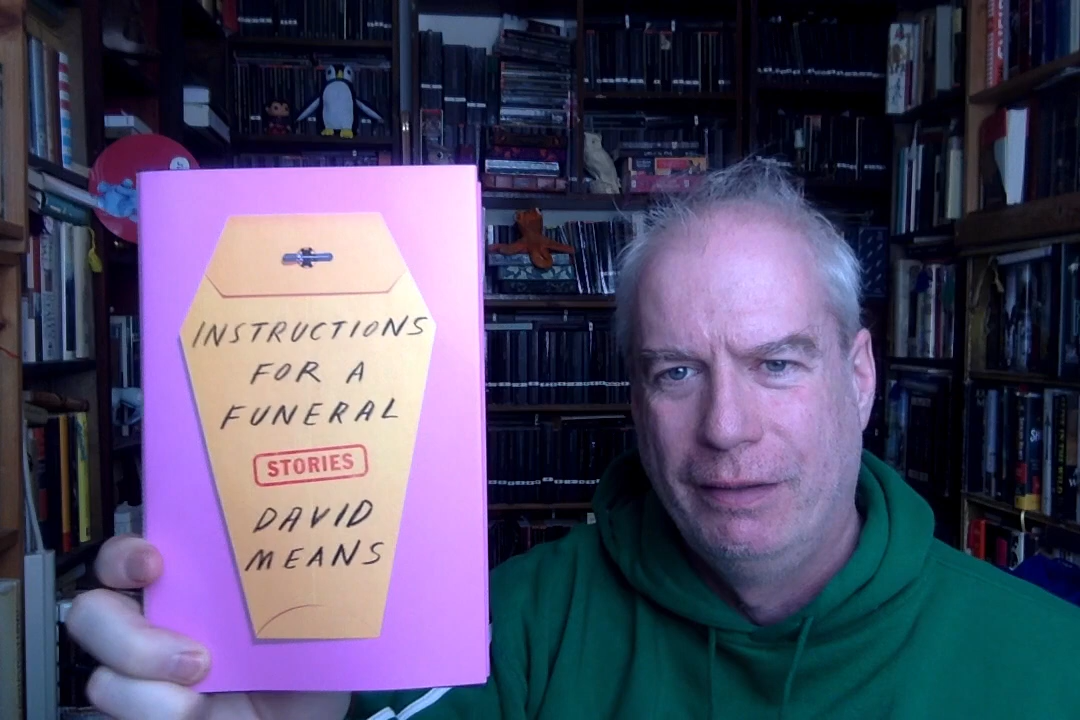 INSTRUCTIONS
FOR A
FUNERAL
STORIES
DAVID
MEANS